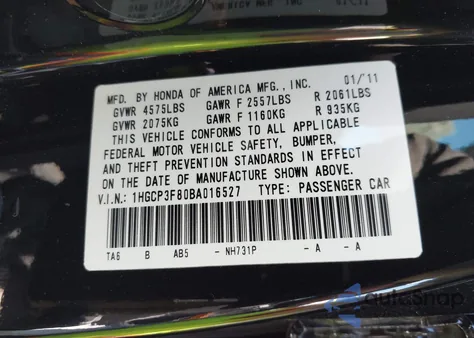 MFD. BY HONDA OF AMERICA MFG., INC. 01/11
GVWR 4575LBS GAWR F 2557LBS R 2061LBS
GVWR 2075KG GAWR F 1160KG R 935KG
THIS VEHICLE CONFORMS TO ALL APPLICABLE
FEDERAL MOTOR VEHICLE SAFETY, BUMPER,
AND THEFT PREVENTION STANDARDS IN EFFECT
ON THE DATE OF MANUFACTURE SHOWN ABOVE.
V.I.N.: 1HGCP3F80BA016527 TYPE: PASSENGER CAR
TA6 B AB5 - NH731P - A - A
autoSnap